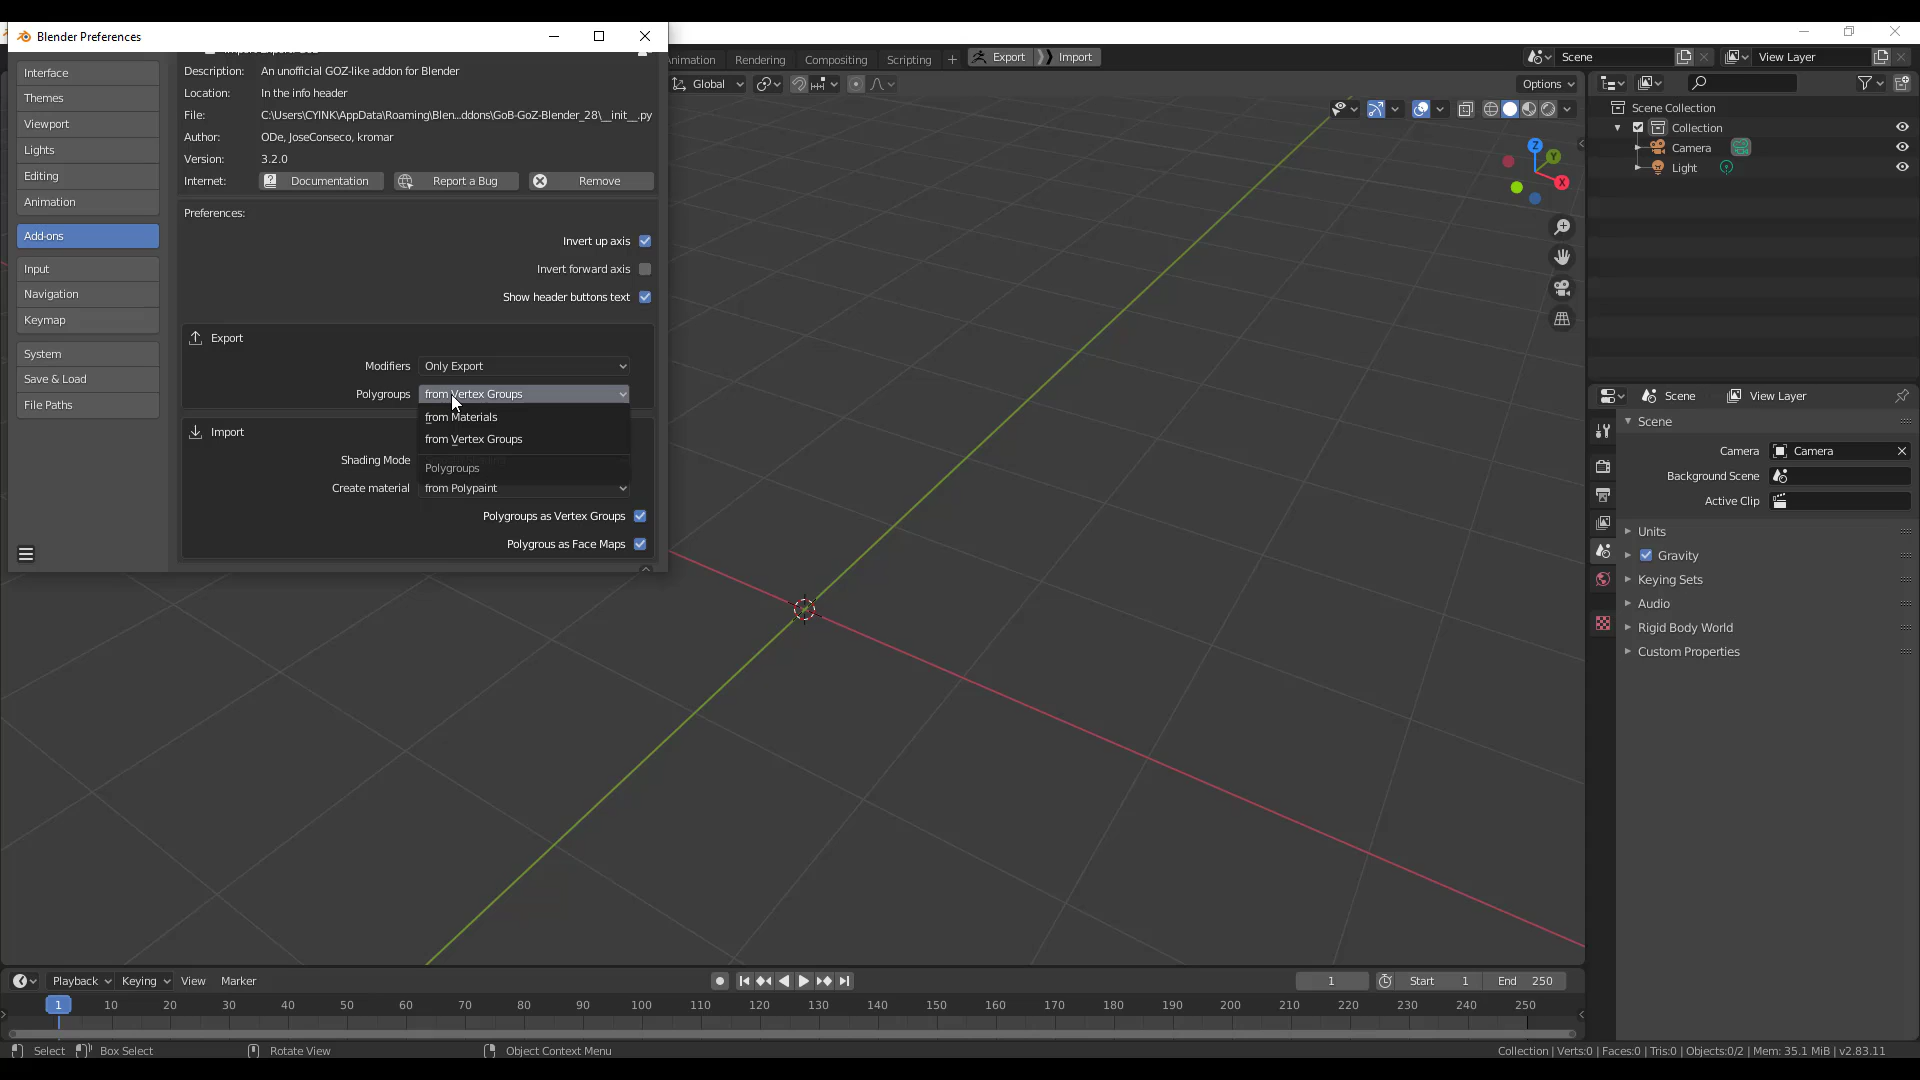 Blender Preferences
Interface
Themes
Viewport
Lights
Editing
Animation
Add-ons
Input
Navigation
Keymap
System
Save & Load
File Paths
Description: An unofficial GOZ-like addon for Blender
Location: In the info header
File: C:\Users\CYINK\AppData\Roaming\Blen...ddons\GoB-GoZ-Blender_28\__init__.py
Author: ODe, JoseConseco, kromar
Version: 3.2.0
Internet: Documentation Report a Bug Remove
Preferences:
Invert up axis
Invert forward axis
Show header buttons text
Export
Modifiers Only Export
Polygroups from Vertex Groups
from Materials
from Vertex Groups
Polygroups
Import
Shading Mode
Create material from Polypaint
Polygroups as Vertex Groups
Polygrous as Face Maps
nimation Rendering Compositing Scripting + Export Import
Scene View Layer
Global Options
Z
Y
X
Scene Collection
Collection
Camera
Light
Scene View Layer
Scene
Camera Camera
Background Scene
Active Clip
Units
Gravity
Keying Sets
Audio
Rigid Body World
Custom Properties
Playback Keying View Marker 1 Start 1 End 250
1 10 20 30 40 50 60 70 80 90 100 110 120 130 140 150 160 170 180 190 200 210 220 230 240 250
Select Box Select Rotate View Object Context Menu Collection | Verts:0 | Faces:0 | Tris:0 | Objects:0/2 | Mem: 35.1 MiB | v2.83.11